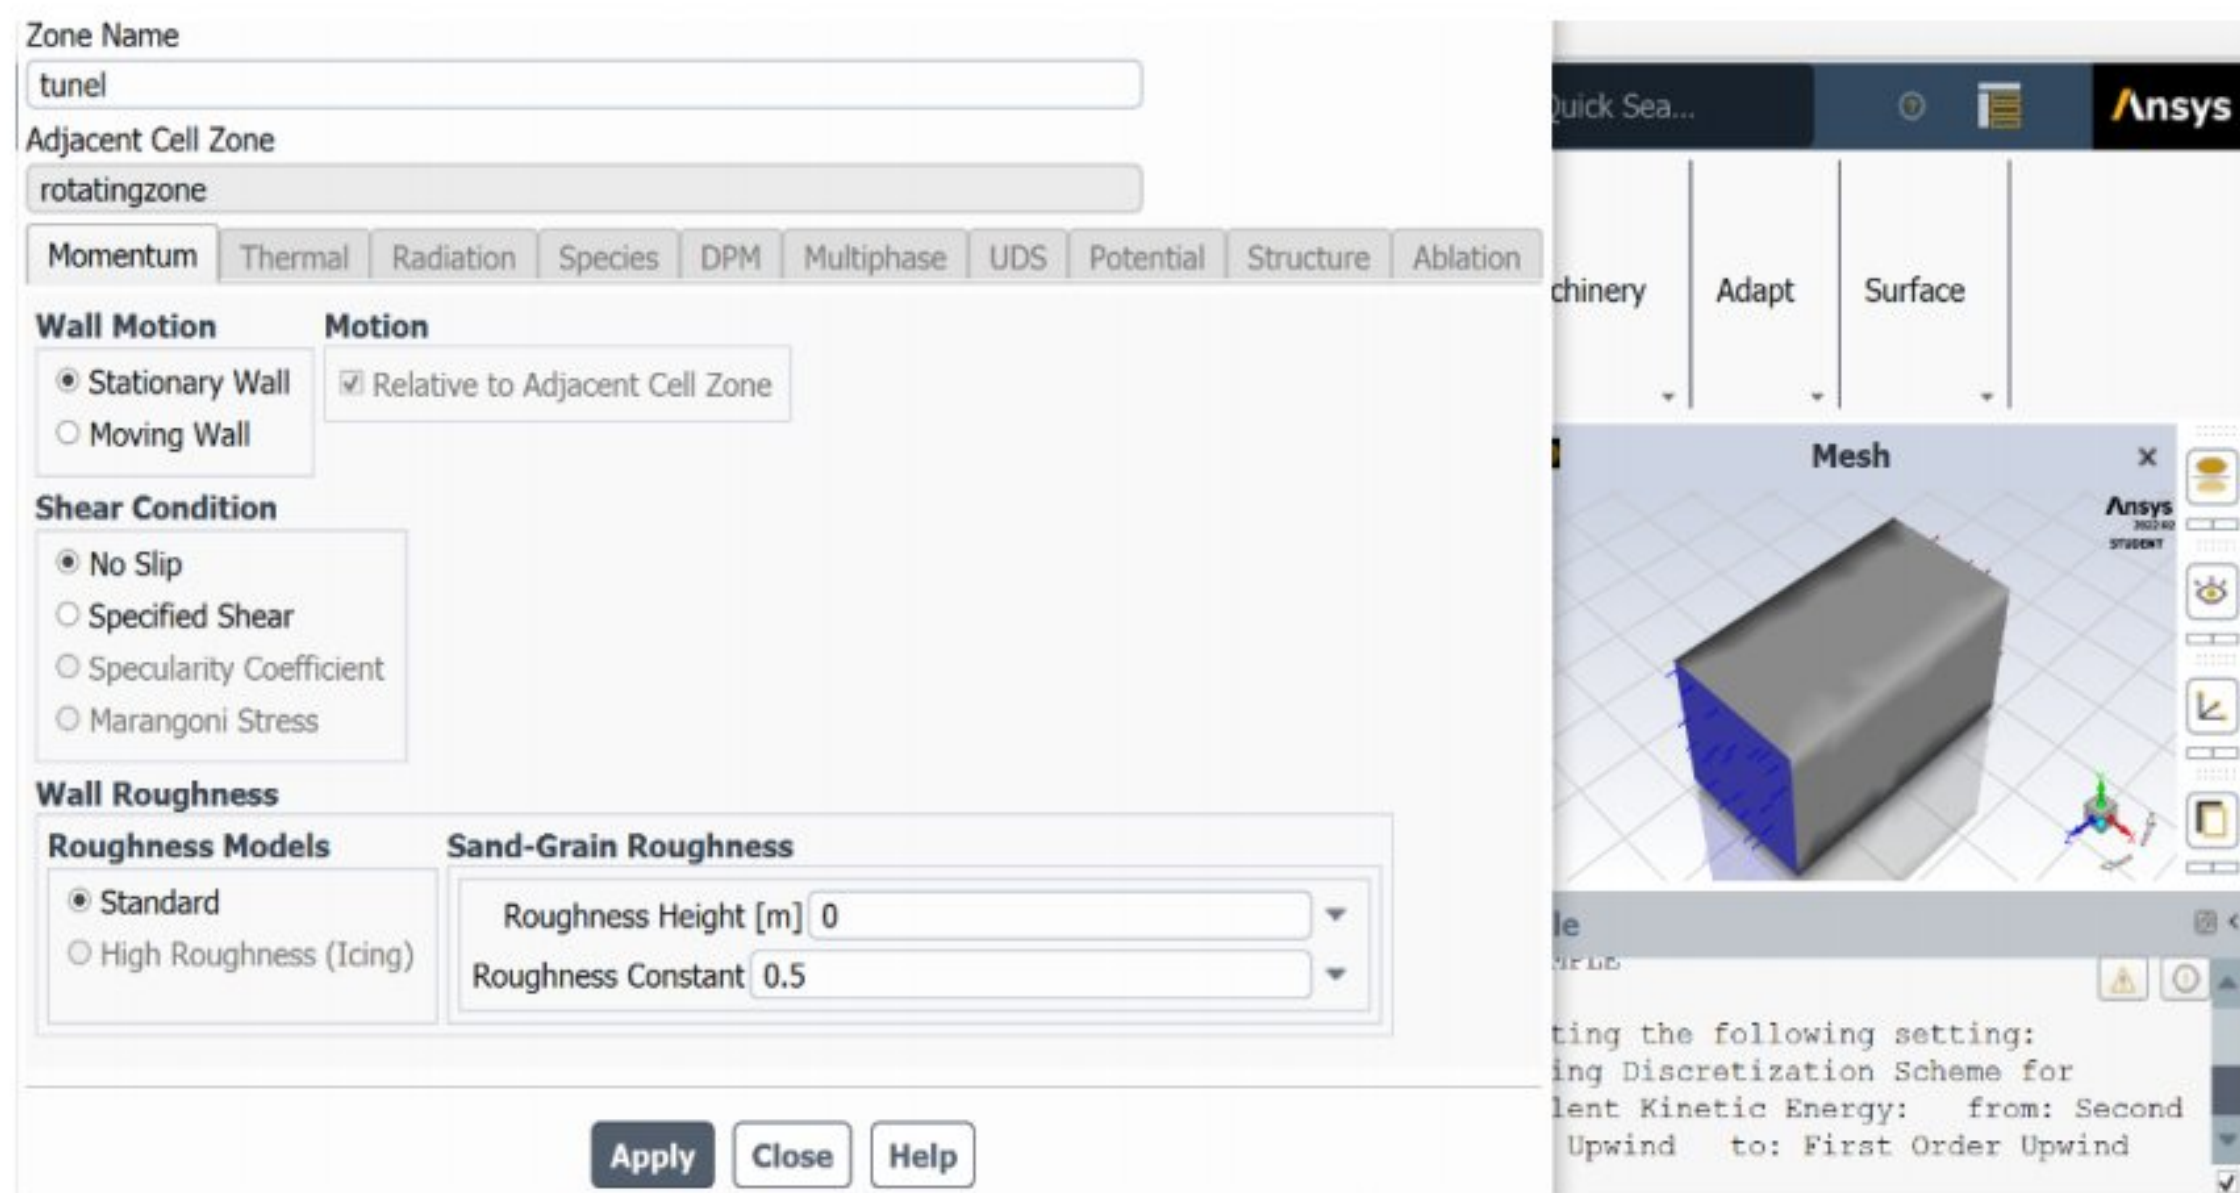 Zone Name
tunel
Adjacent Cell Zone
rotatingzone
Momentum Thermal Radiation Species DPM Multiphase UDS Potential Structure Ablation
Wall Motion Motion
Stationary Wall Relative to Adjacent Cell Zone
Moving Wall
Shear Condition
No Slip
Specified Shear
Specularity Coefficient
Marangoni Stress
Wall Roughness
Roughness Models Sand-Grain Roughness
Standard
High Roughness (Icing)
Roughness Height [m] 0
Roughness Constant 0.5
Apply Close Help
Quick Sea...
Ansys
chinery Adapt Surface
Mesh
Ansys
STUDENT
le
ting the following setting:
ing Discretization Scheme for
lent Kinetic Energy: from: Second
Upwind to: First Order Upwind